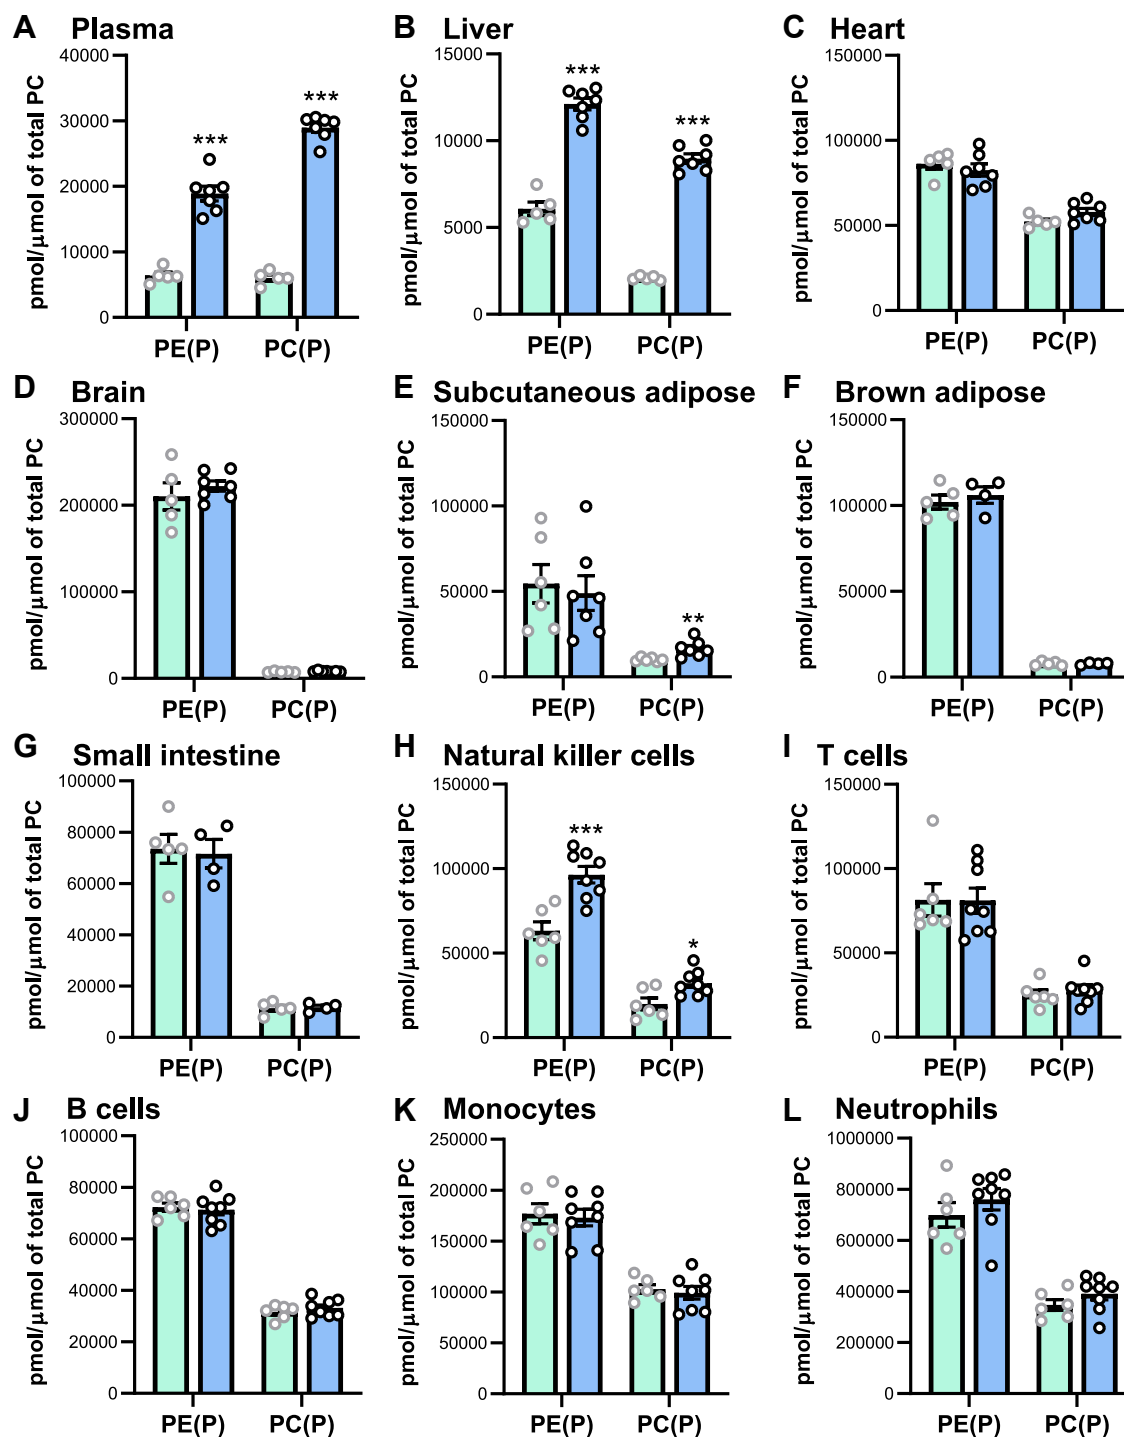 A Plasma
pmol/μmol of total PC
40000
30000
20000
10000
0
***
***
PE(P) PC(P)
B Liver
pmol/μmol of total PC
15000
10000
5000
0
***
***
PE(P) PC(P)
C Heart
pmol/μmol of total PC
150000
100000
50000
0
PE(P) PC(P)
D Brain
pmol/μmol of total PC
300000
200000
100000
0
PE(P) PC(P)
E Subcutaneous adipose
pmol/μmol of total PC
150000
100000
50000
0
**
PE(P) PC(P)
F Brown adipose
pmol/μmol of total PC
150000
100000
50000
0
PE(P) PC(P)
G Small intestine
pmol/μmol of total PC
100000
80000
60000
40000
20000
0
PE(P) PC(P)
H Natural killer cells
pmol/μmol of total PC
150000
100000
50000
0
***
*
PE(P) PC(P)
I T cells
pmol/μmol of total PC
150000
100000
50000
0
PE(P) PC(P)
J B cells
pmol/μmol of total PC
100000
80000
60000
40000
20000
0
PE(P) PC(P)
K Monocytes
pmol/μmol of total PC
250000
200000
150000
100000
50000
0
PE(P) PC(P)
L Neutrophils
pmol/μmol of total PC
1000000
800000
600000
400000
200000
0
PE(P) PC(P)